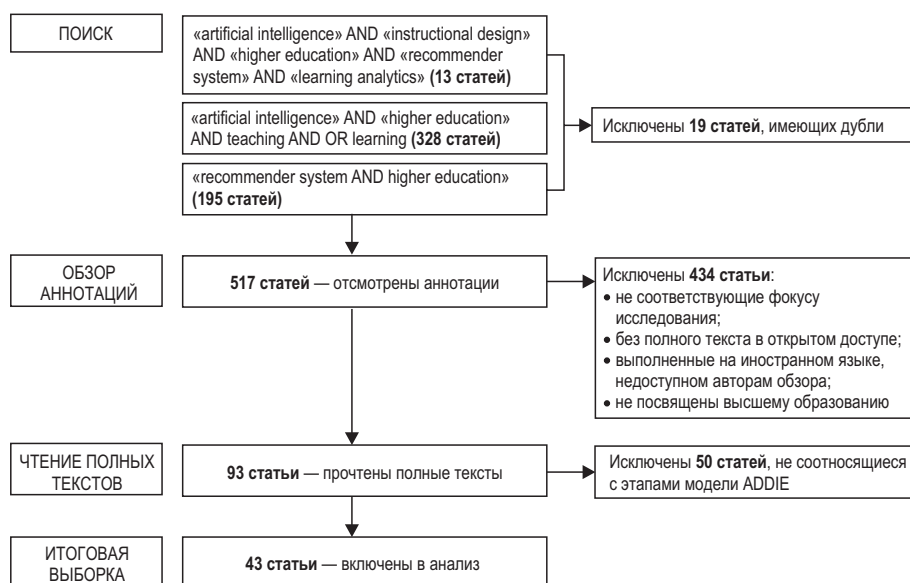 ПОИСК
«artificial intelligence» AND «instructional design»
AND «higher education» AND «recommender
system» AND «learning analytics» (13 статей)
«artificial intelligence» AND «higher education»
AND teaching AND OR learning (328 статей)
«recommender system AND higher education»
(195 статей)
Исключены 19 статей, имеющих дубли
ОБЗОР
АННОТАЦИЙ
517 статей — отсмотрены аннотации
Исключены 434 статьи:
• не соответствующие фокусу
исследования;
• без полного текста в открытом доступе;
• выполненные на иностранном языке,
недоступном авторам обзора;
• не посвящены высшему образованию
ЧТЕНИЕ ПОЛНЫХ
ТЕКСТОВ
93 статьи — прочтены полные тексты
Исключены 50 статей, не соотносящиеся
с этапами модели ADDIE
ИТОГОВАЯ
ВЫБОРКА
43 статьи — включены в анализ